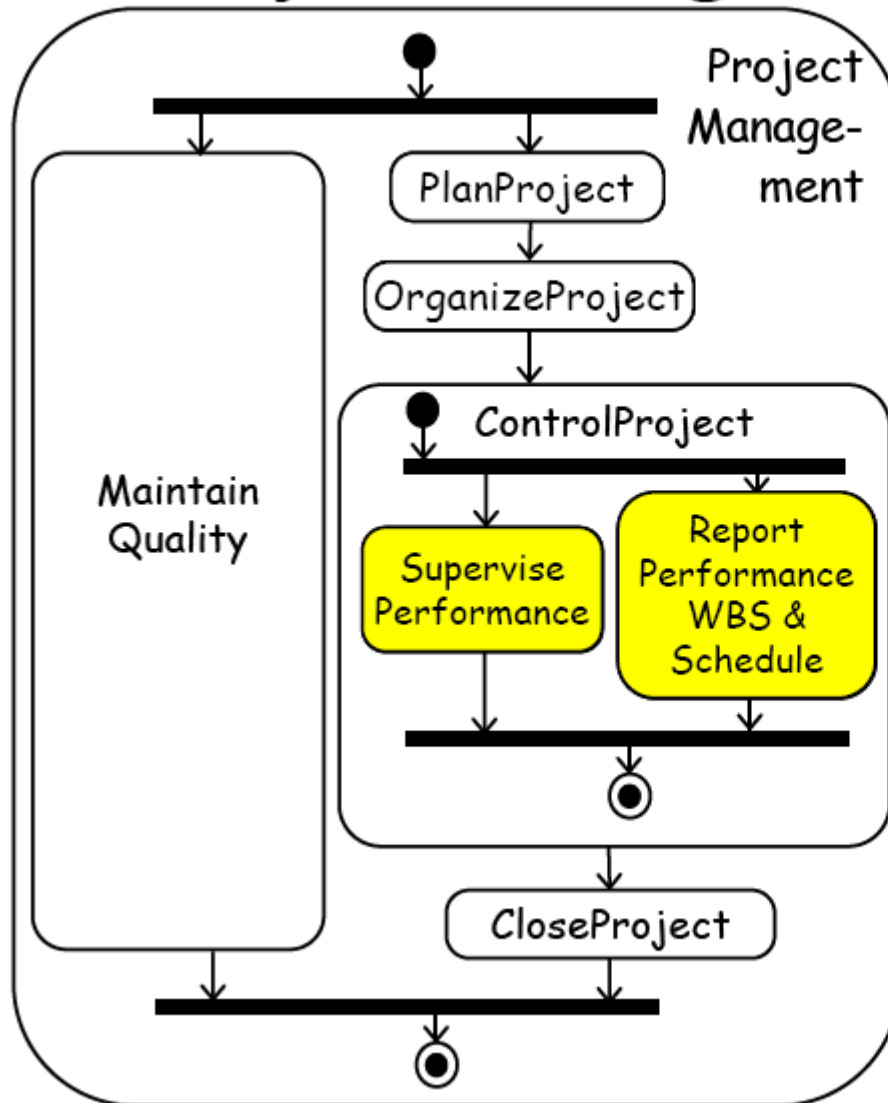 Project
Manage-
ment
PlanProject
OrganizeProject
ControlProject
Maintain
Quality
Supervise
Performance
Report
Performance
WBS &
Schedule
CloseProject